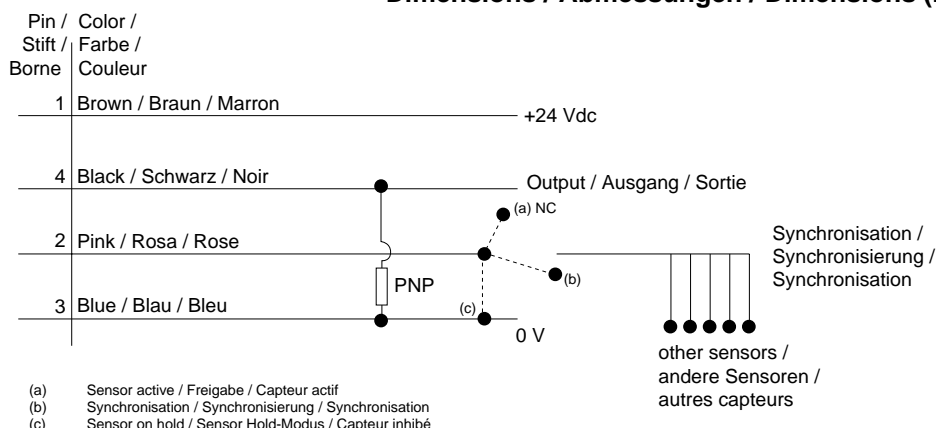 Dimensions / Abmessungen / Dimensions
Pin / Color /
Stift / Farbe /
Borne Couleur
1 Brown / Braun / Marron
+24 Vdc
4 Black / Schwarz / Noir
Output / Ausgang / Sortie
(a) NC
2 Pink / Rosa / Rose
Synchronisation /
Synchronisierung /
Synchronisation
(b)
PNP
3 Blue / Blau / Bleu
(c)
0 V
other sensors /
andere Sensoren /
autres capteurs
(a) Sensor active / Freigabe / Capteur actif
(b) Synchronisation / Synchronisierung / Synchronisation
(c) Sensor on hold / Sensor Hold-Modus / Capteur inhibé